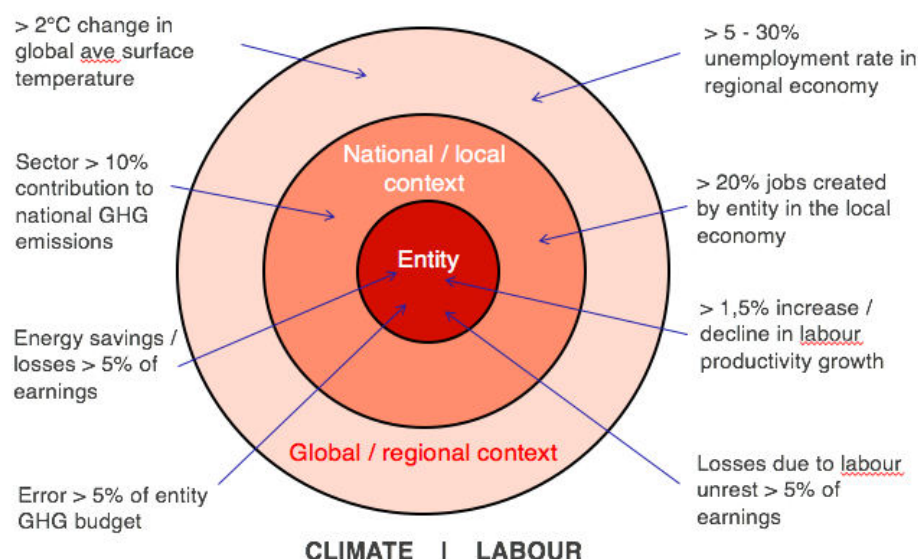 > 2°C change in
global ave surface
temperature
> 5 - 30%
unemployment rate in
regional economy
National / local
context
Sector > 10%
contribution to
national GHG
emissions
> 20% jobs created
by entity in the local
economy
Entity
> 1,5% increase /
decline in labour
productivity growth
Energy savings /
losses > 5% of
earnings
Global / regional context
Losses due to labour
unrest > 5% of
earnings
Error > 5% of entity
GHG budget
CLIMATE | LABOUR